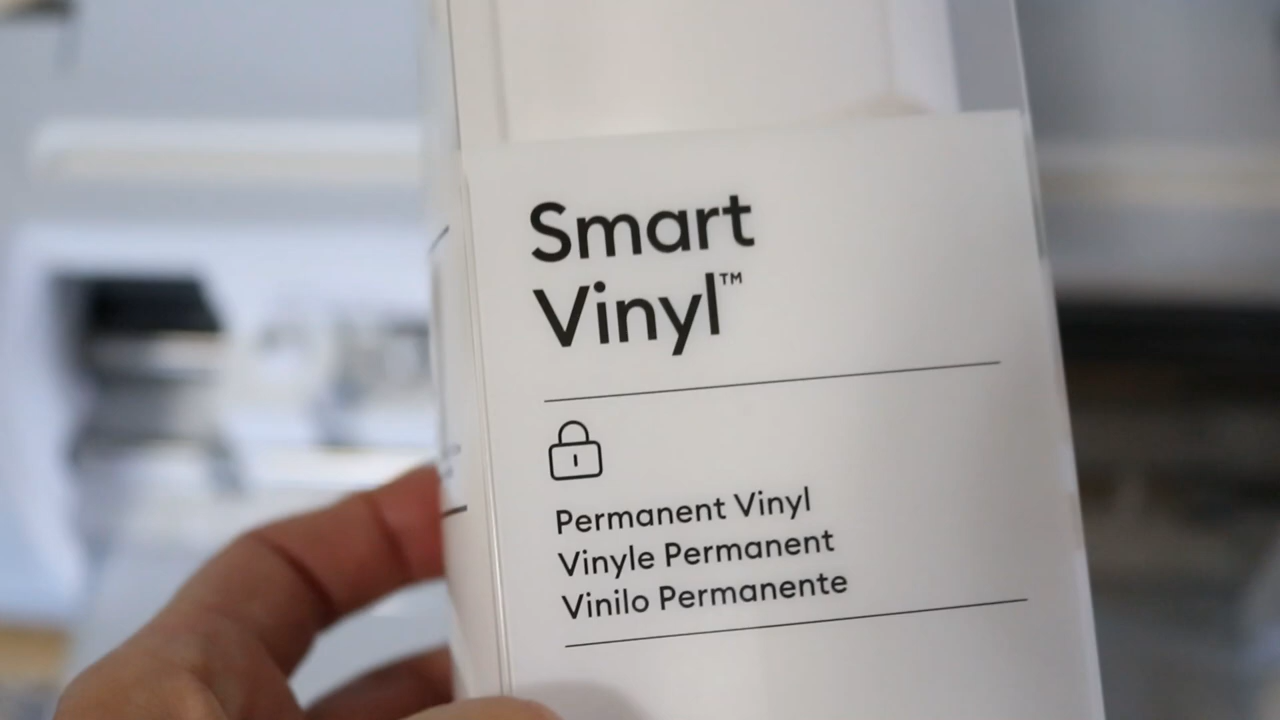 Smart
Vinyl™
Permanent Vinyl
Vinyle Permanent
Vinilo Permanente